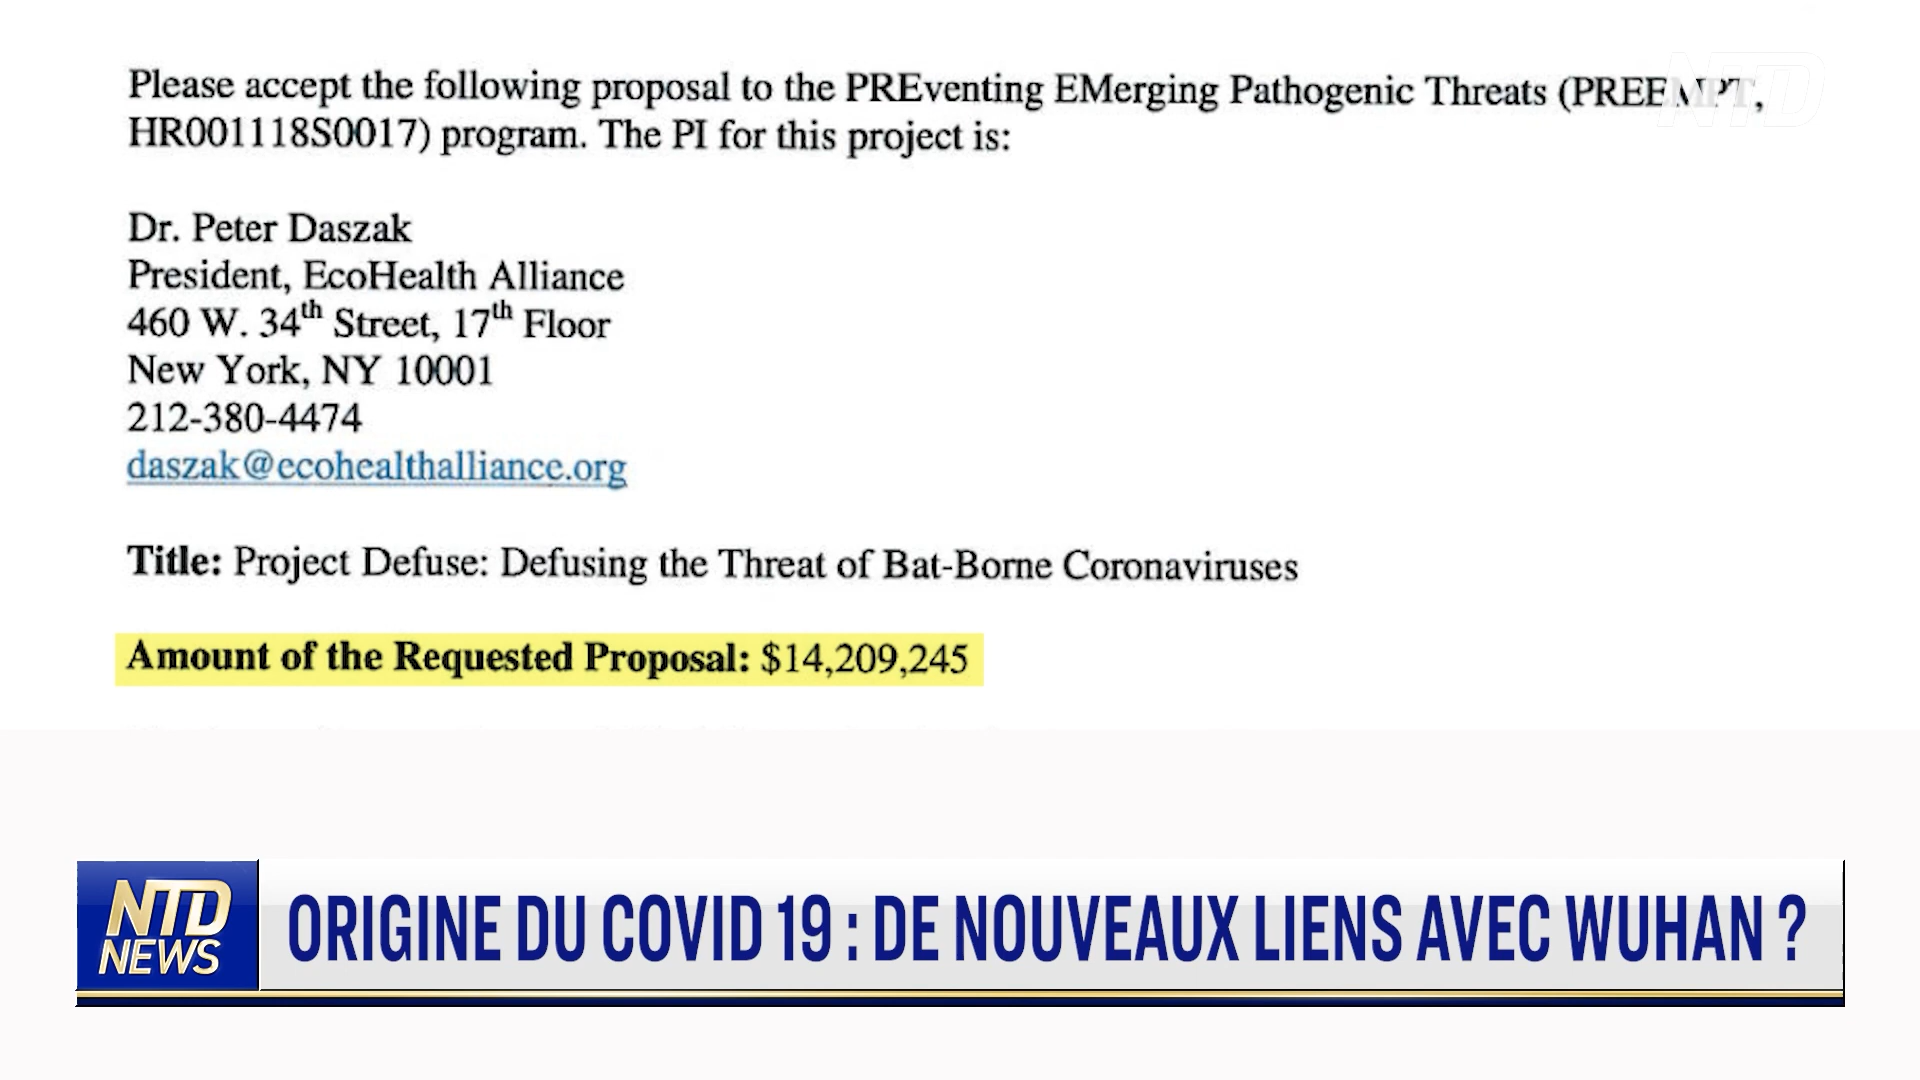 Please accept the following proposal to the PREventing EMerging Pathogenic Threats (PREEMPT,
HR001118S0017) program. The PI for this project is:
Dr. Peter Daszak
President, EcoHealth Alliance
460 W. 34th Street, 17th Floor
New York, NY 10001
212-380-4474
daszak@ecohealthalliance.org
Title: Project Defuse: Defusing the Threat of Bat-Borne Coronaviruses
Amount of the Requested Proposal: $14,209,245
NTD
NTD
NEWS
ORIGINE DU COVID 19 : DE NOUVEAUX LIENS AVEC WUHAN ?